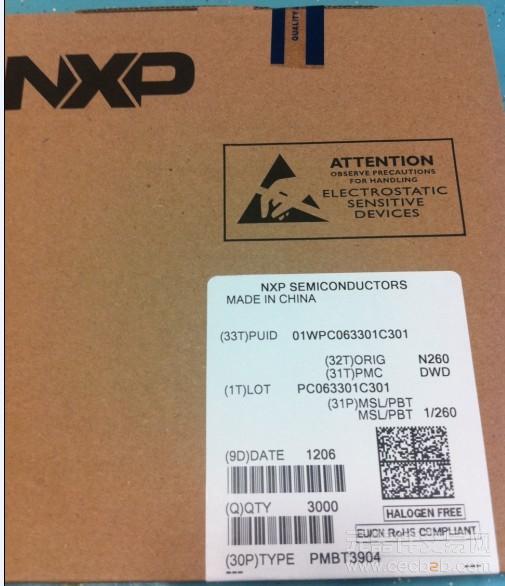 QUALITY
NXP
ATTENTION
OBSERVE PRECAUTIONS
FOR HANDLING
ELECTROSTATIC
SENSITIVE
DEVICES
NXP SEMICONDUCTORS
MADE IN CHINA
(33T)PUID 01WPC063301C301
(32T)ORIG N260
(31T)PMC DWD
(1T)LOT PC063301C301
(31P)MSL/PBT
MSL/PBT 1/260
(9D)DATE 1206
(Q)QTY 3000
HALOGEN FREE
EU/CN RoHS COMPLIANT
(30P)TYPE PMBT3904
www.cecb2b.com